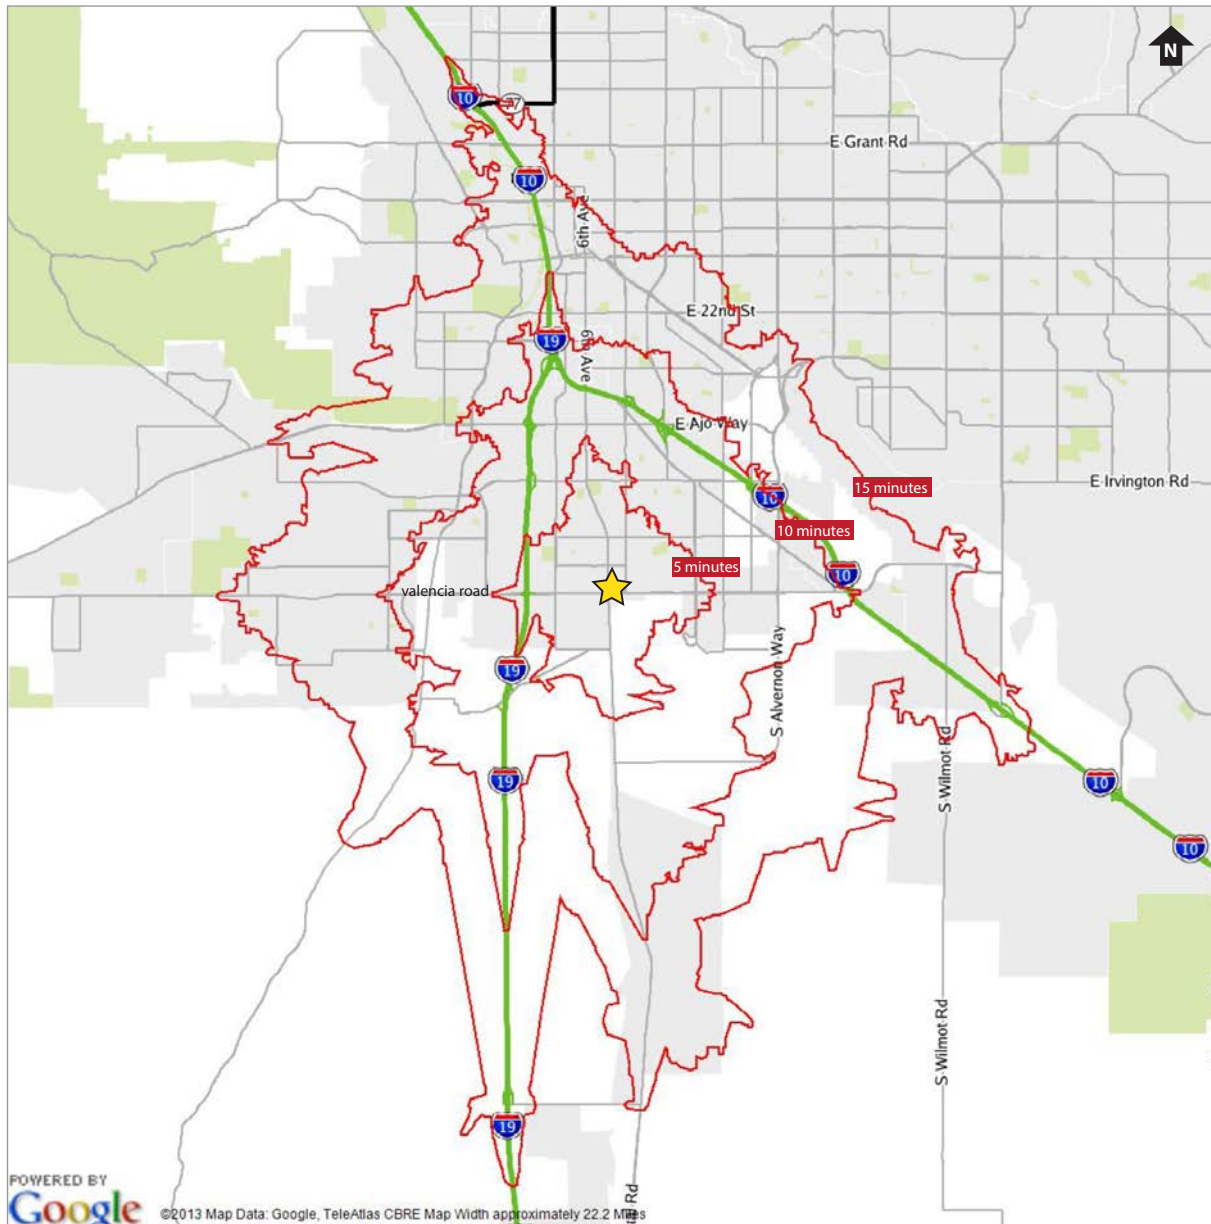 N
10
77
E Grant Rd
10
6th Ave
E 22nd St
19
6th Ave
E Ajo Way
E Irvington Rd
15 minutes
10
10 minutes
5 minutes
10
valencia road
19
S Alvernon Way
S Wilmot Rd
19
10
10
S Wilmot Rd
19
Rd
POWERED BY
Google
©2013 Map Data: Google, TeleAtlas CBRE Map Width approximately 22.2 Miles